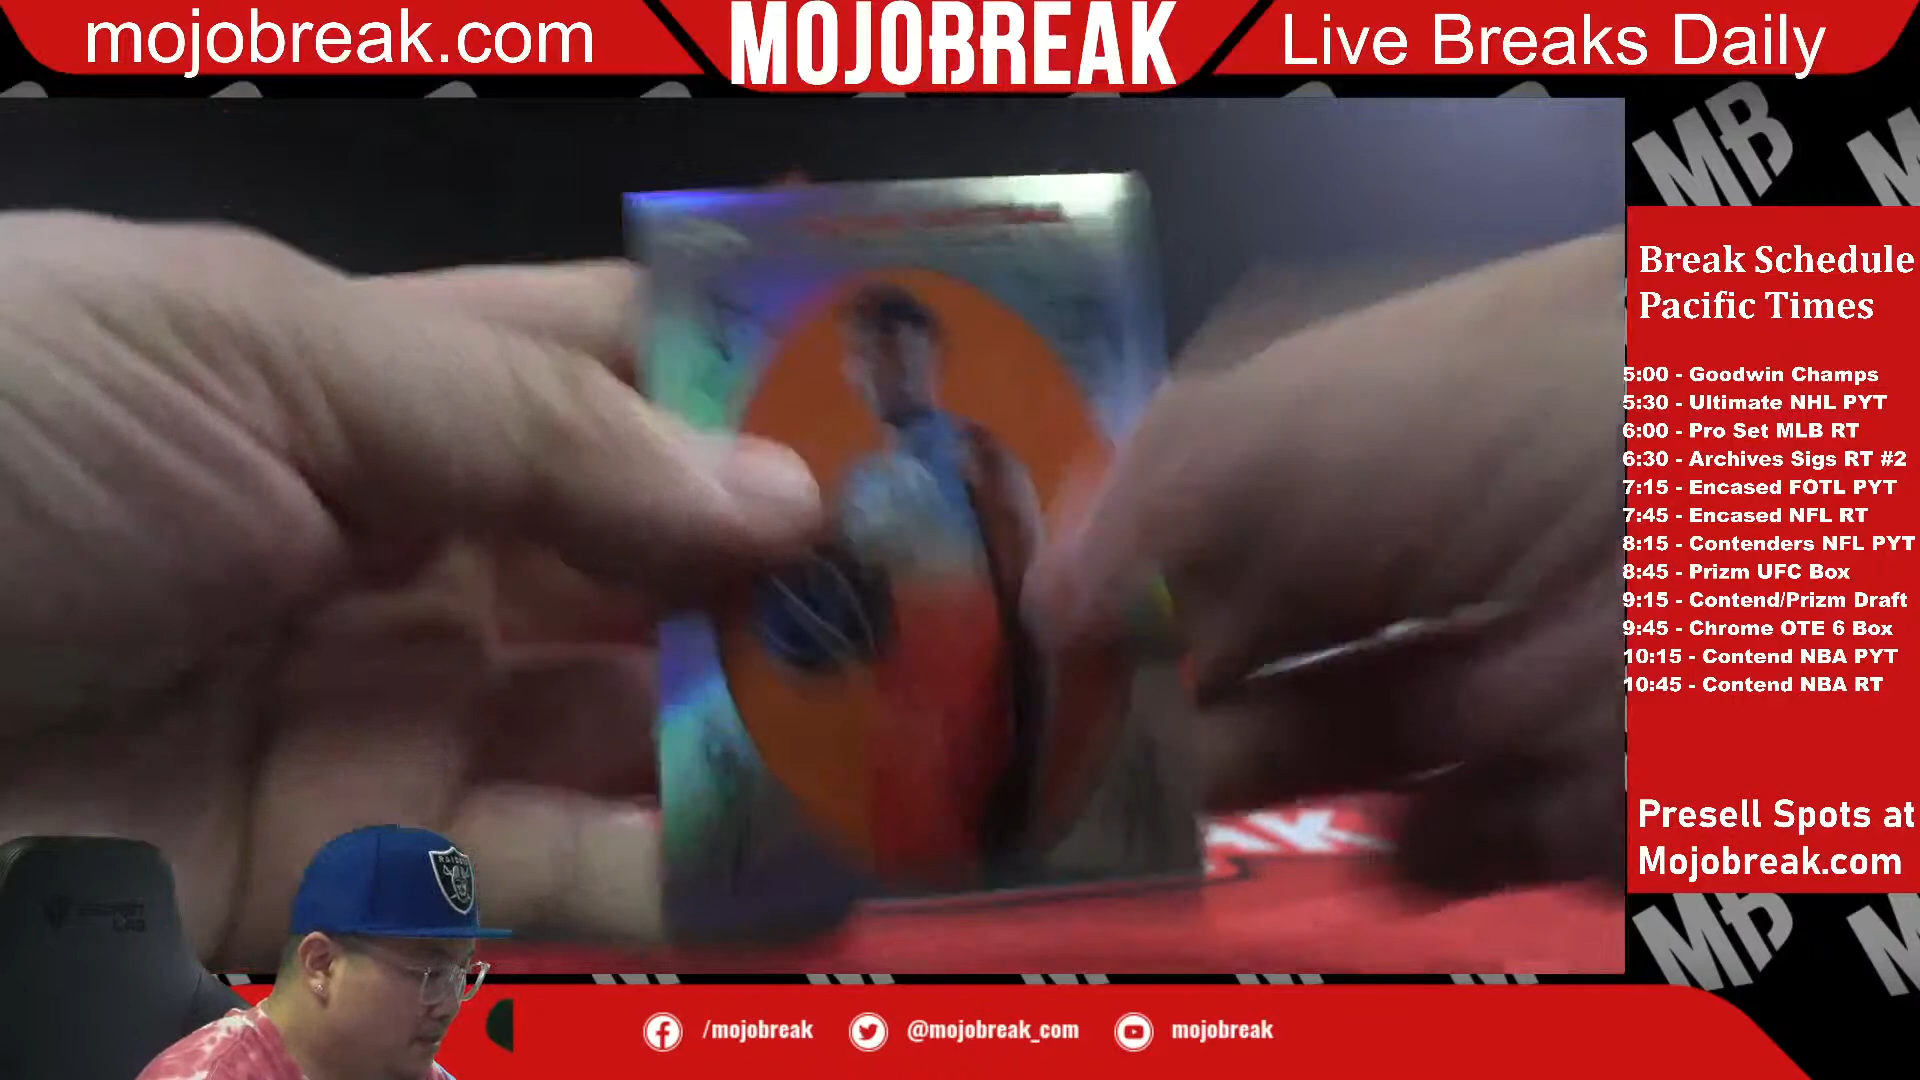 mojobreak.com
MOJOBREAK
Live Breaks Daily
Break Schedule
Pacific Times
5:00 - Goodwin Champs
5:30 - Ultimate NHL PYT
6:00 - Pro Set MLB RT
6:30 - Archives Sigs RT #2
7:15 - Encased FOTL PYT
7:45 - Encased NFL RT
8:15 - Contenders NFL PYT
8:45 - Prizm UFC Box
9:15 - Contend/Prizm Draft
9:45 - Chrome OTE 6 Box
10:15 - Contend NBA PYT
10:45 - Contend NBA RT
Presell Spots at
Mojobreak.com
MB
MB
RAIDERS
/mojobreak
@mojobreak_com
mojobreak